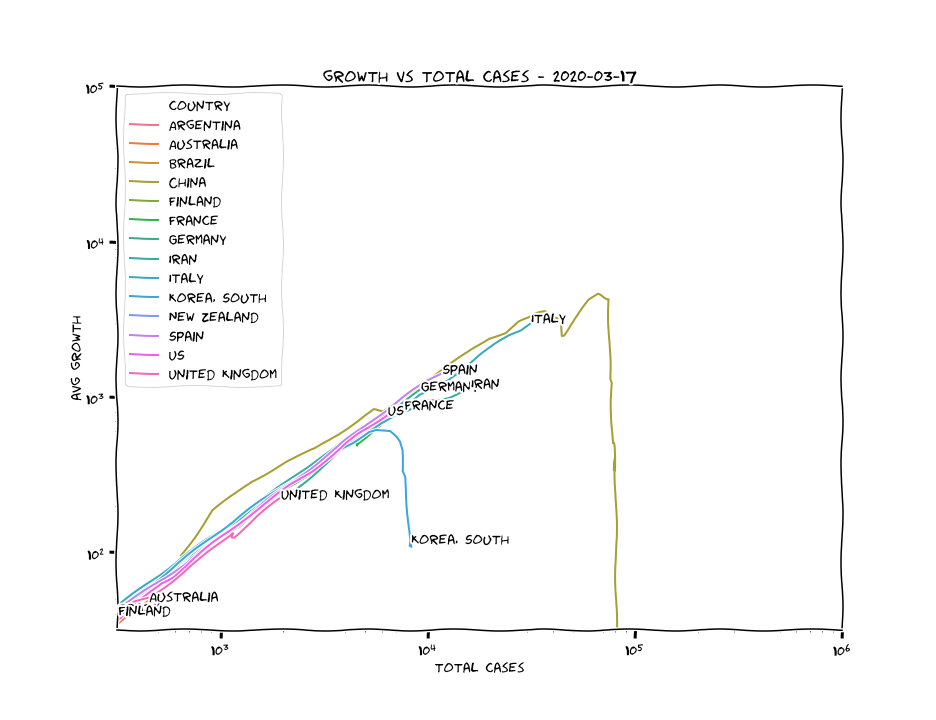 GROWTH VS TOTAL CASES - 2020-03-17
10⁵
10⁴
10³
10²
AVG GROWTH
COUNTRY
ARGENTINA
AUSTRALIA
BRAZIL
CHINA
FINLAND
FRANCE
GERMANY
IRAN
ITALY
KOREA, SOUTH
NEW ZEALAND
SPAIN
US
UNITED KINGDOM
ITALY
SPAIN
GERMANY IRAN
US FRANCE
UNITED KINGDOM
KOREA, SOUTH
AUSTRALIA
FINLAND
10³ 10⁴ 10⁵ 10⁶
TOTAL CASES